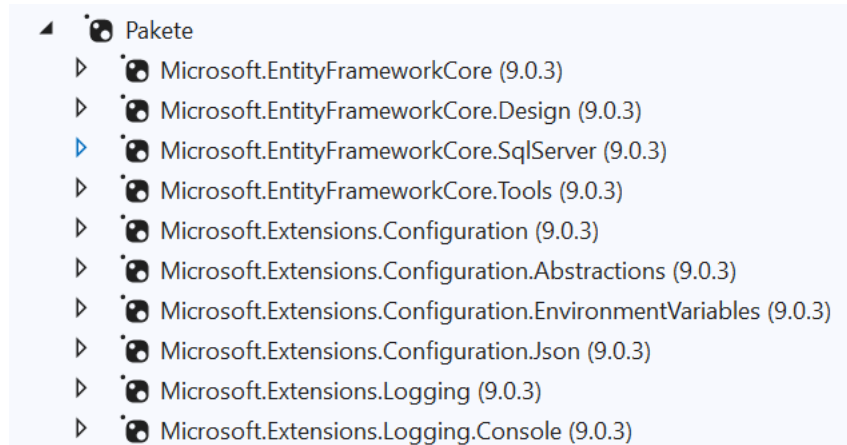 Pakete
Microsoft.EntityFrameworkCore (9.0.3)
Microsoft.EntityFrameworkCore.Design (9.0.3)
Microsoft.EntityFrameworkCore.SqlServer (9.0.3)
Microsoft.EntityFrameworkCore.Tools (9.0.3)
Microsoft.Extensions.Configuration (9.0.3)
Microsoft.Extensions.Configuration.Abstractions (9.0.3)
Microsoft.Extensions.Configuration.EnvironmentVariables (9.0.3)
Microsoft.Extensions.Configuration.Json (9.0.3)
Microsoft.Extensions.Logging (9.0.3)
Microsoft.Extensions.Logging.Console (9.0.3)